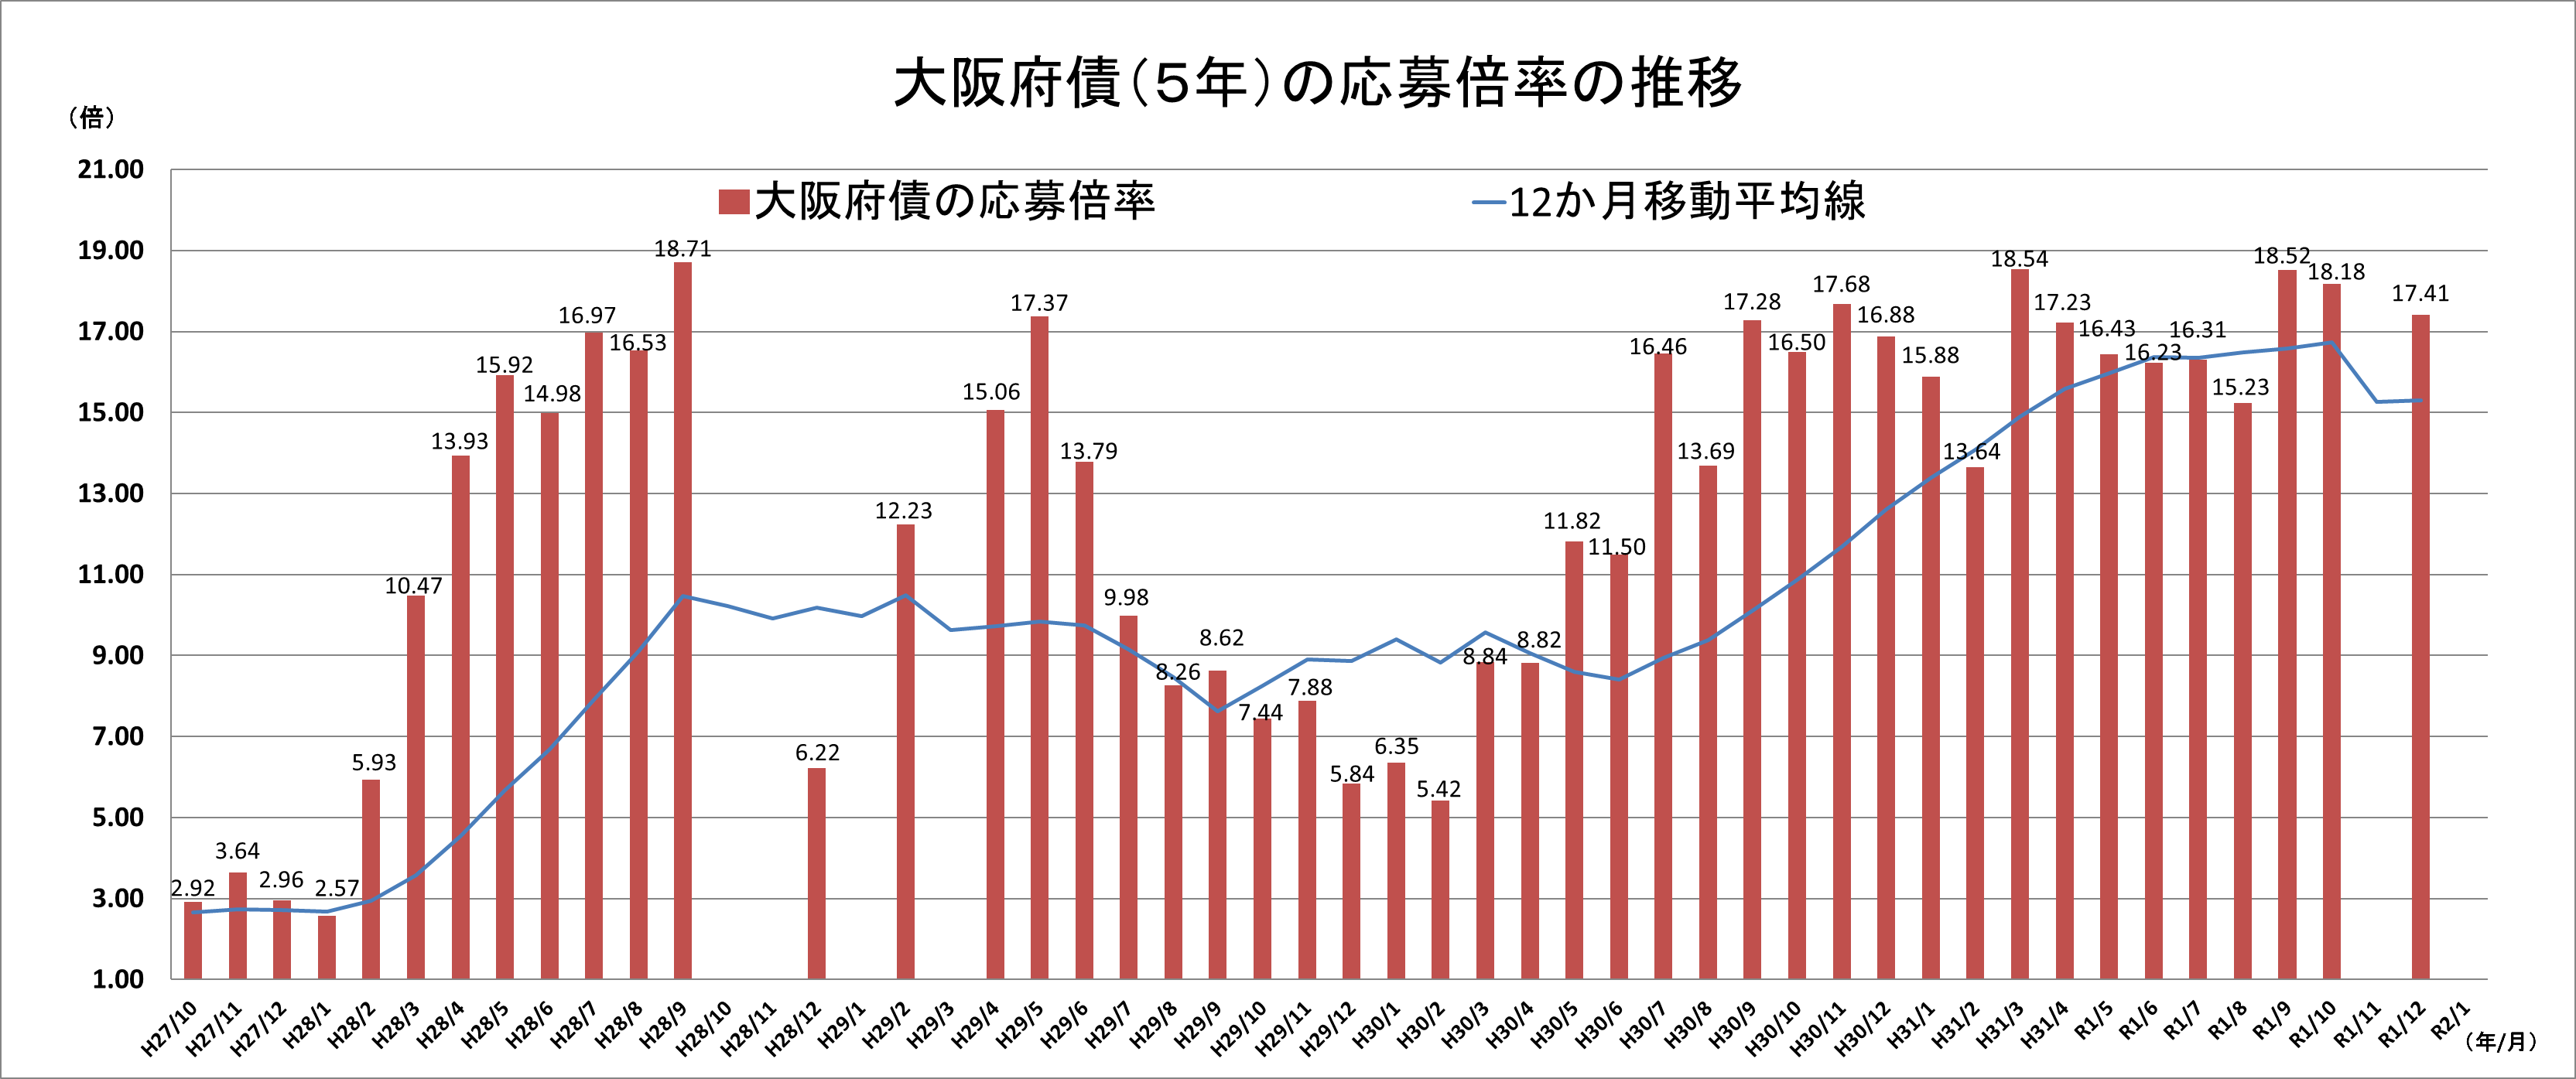 大阪府債（５年）の応募倍率の推移
（倍）
21.00
19.00
17.00
15.00
13.00
11.00
9.00
7.00
5.00
3.00
1.00
大阪府債の応募倍率
12か月移動平均線
2.92
3.64
2.96
2.57
5.93
10.47
13.93
15.92
14.98
16.97
16.53
18.71
6.22
12.23
15.06
17.37
13.79
9.98
8.26
8.62
7.44
7.88
5.84
6.35
5.42
8.84
8.82
11.82
11.50
16.46
13.69
17.28
16.50
17.68
16.88
15.88
13.64
18.54
17.23
16.43
16.23
16.31
15.23
18.52
18.18
17.41
H27/10
H27/11
H27/12
H28/1
H28/2
H28/3
H28/4
H28/5
H28/6
H28/7
H28/8
H28/9
H28/10
H28/11
H28/12
H29/1
H29/2
H29/3
H29/4
H29/5
H29/6
H29/7
H29/8
H29/9
H29/10
H29/11
H29/12
H30/1
H30/2
H30/3
H30/4
H30/5
H30/6
H30/7
H30/8
H30/9
H30/10
H30/11
H30/12
H31/1
H31/2
H31/3
H31/4
R1/5
R1/6
R1/7
R1/8
R1/9
R1/10
R1/11
R1/12
R2/1
（年/月）